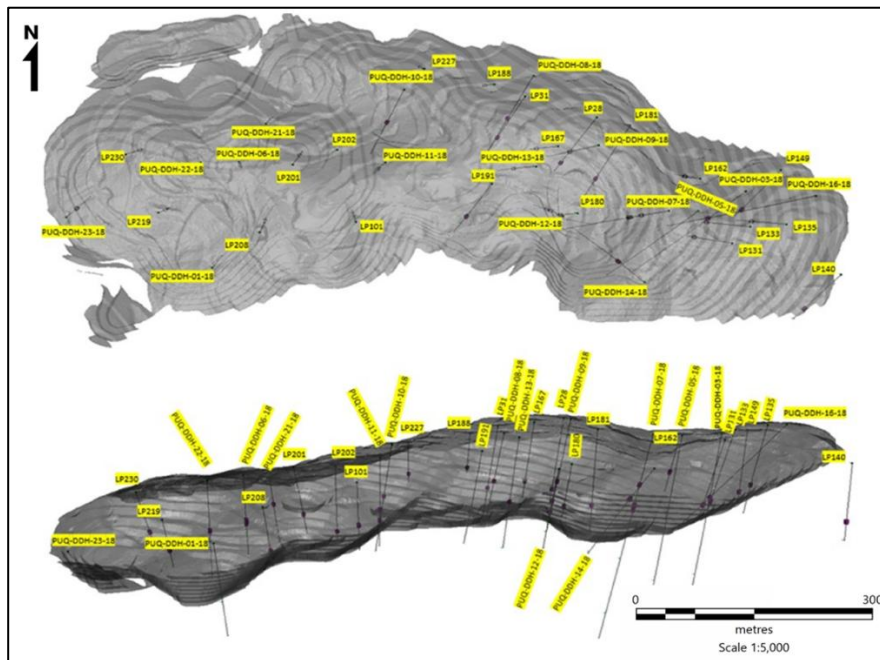 N
LP227
PUQ-DDH-08-18
LP188
PUQ-DDH-10-18
LP31
LP28
LP181
PUQ-DDH-21-18
LP202
LP167
PUQ-DDH-09-18
LP230
PUQ-DDH-06-18
PUQ-DDH-11-18
PUQ-DDH-13-18
LP149
PUQ-DDH-22-18
LP162
LP201
LP191
PUQ-DDH-03-18
PUQ-DDH-16-18
PUQ-DDH-05-18
LP219
LP180
PUQ-DDH-07-18
PUQ-DDH-23-18
LP101
PUQ-DDH-12-18
LP133
LP135
LP208
LP131
PUQ-DDH-01-18
LP140
PUQ-DDH-14-18
PUQ-DDH-22-18
PUQ-DDH-06-18
PUQ-DDH-21-18
PUQ-DDH-11-18
PUQ-DDH-10-18
LP31
PUQ-DDH-08-18
PUQ-DDH-13-18
LP167
LP28
PUQ-DDH-09-18
PUQ-DDH-07-18
PUQ-DDH-05-18
PUQ-DDH-03-18
LP131
LP133
LP149
LP135
PUQ-DDH-16-18
LP227
LP188
LP181
LP201
LP202
LP191
LP180
LP162
LP230
LP101
LP140
LP208
LP219
PUQ-DDH-01-18
PUQ-DDH-23-18
PUQ-DDH-12-18
PUQ-DDH-14-18
0 300
metres
Scale 1:5,000